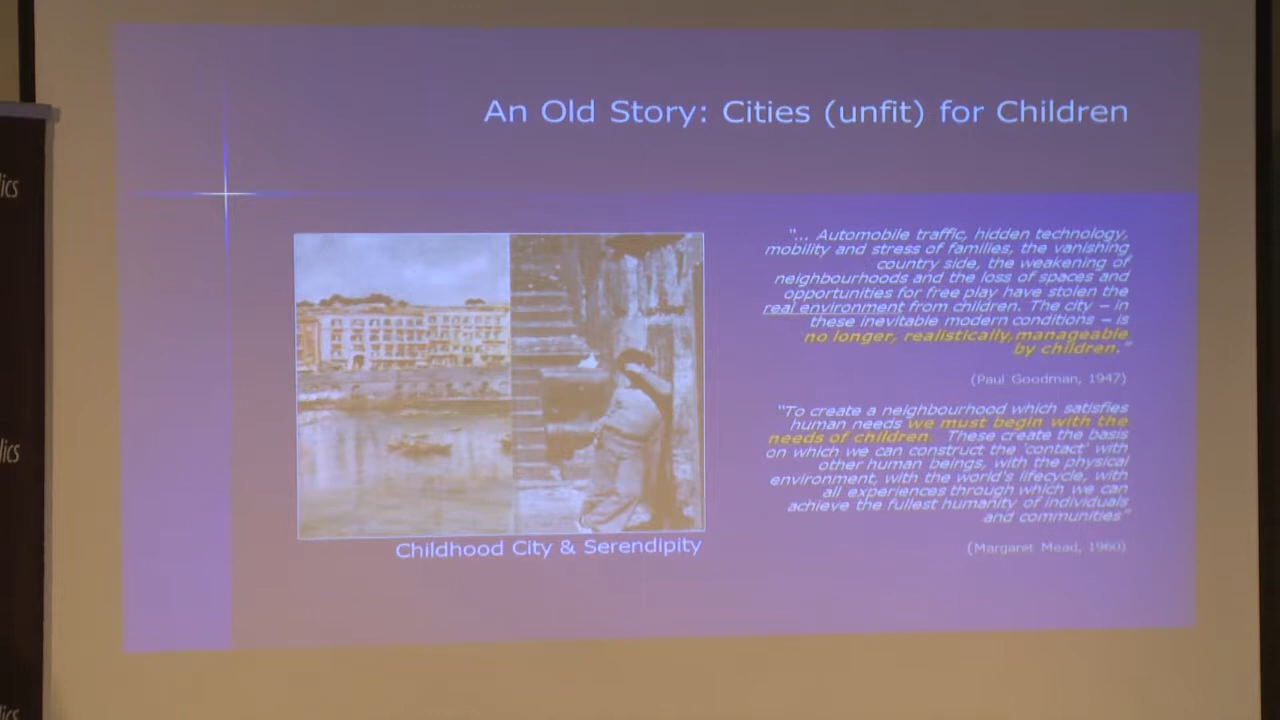 An Old Story: Cities (unfit) for Children
"... Automobile traffic, hidden technology,
mobility and stress of families, the vanishing
country side, the weakening of
neighbourhoods and the loss of spaces and
opportunities for free play have stolen the
real environment from children. The city – in
these inevitable modern conditions – is
no longer, realistically, manageable
by children."
(Paul Goodman, 1947)
"To create a neighbourhood which satisfies
human needs we must begin with the
needs of children. These create the basis
on which we can construct the 'contact' with
other human beings, with the physical
environment, with the world's lifecycle, with
all experiences through which we can
achieve the fullest humanity of individuals
and communities"
(Margaret Mead, 1960)
Childhood City & Serendipity
lics
lics
lics